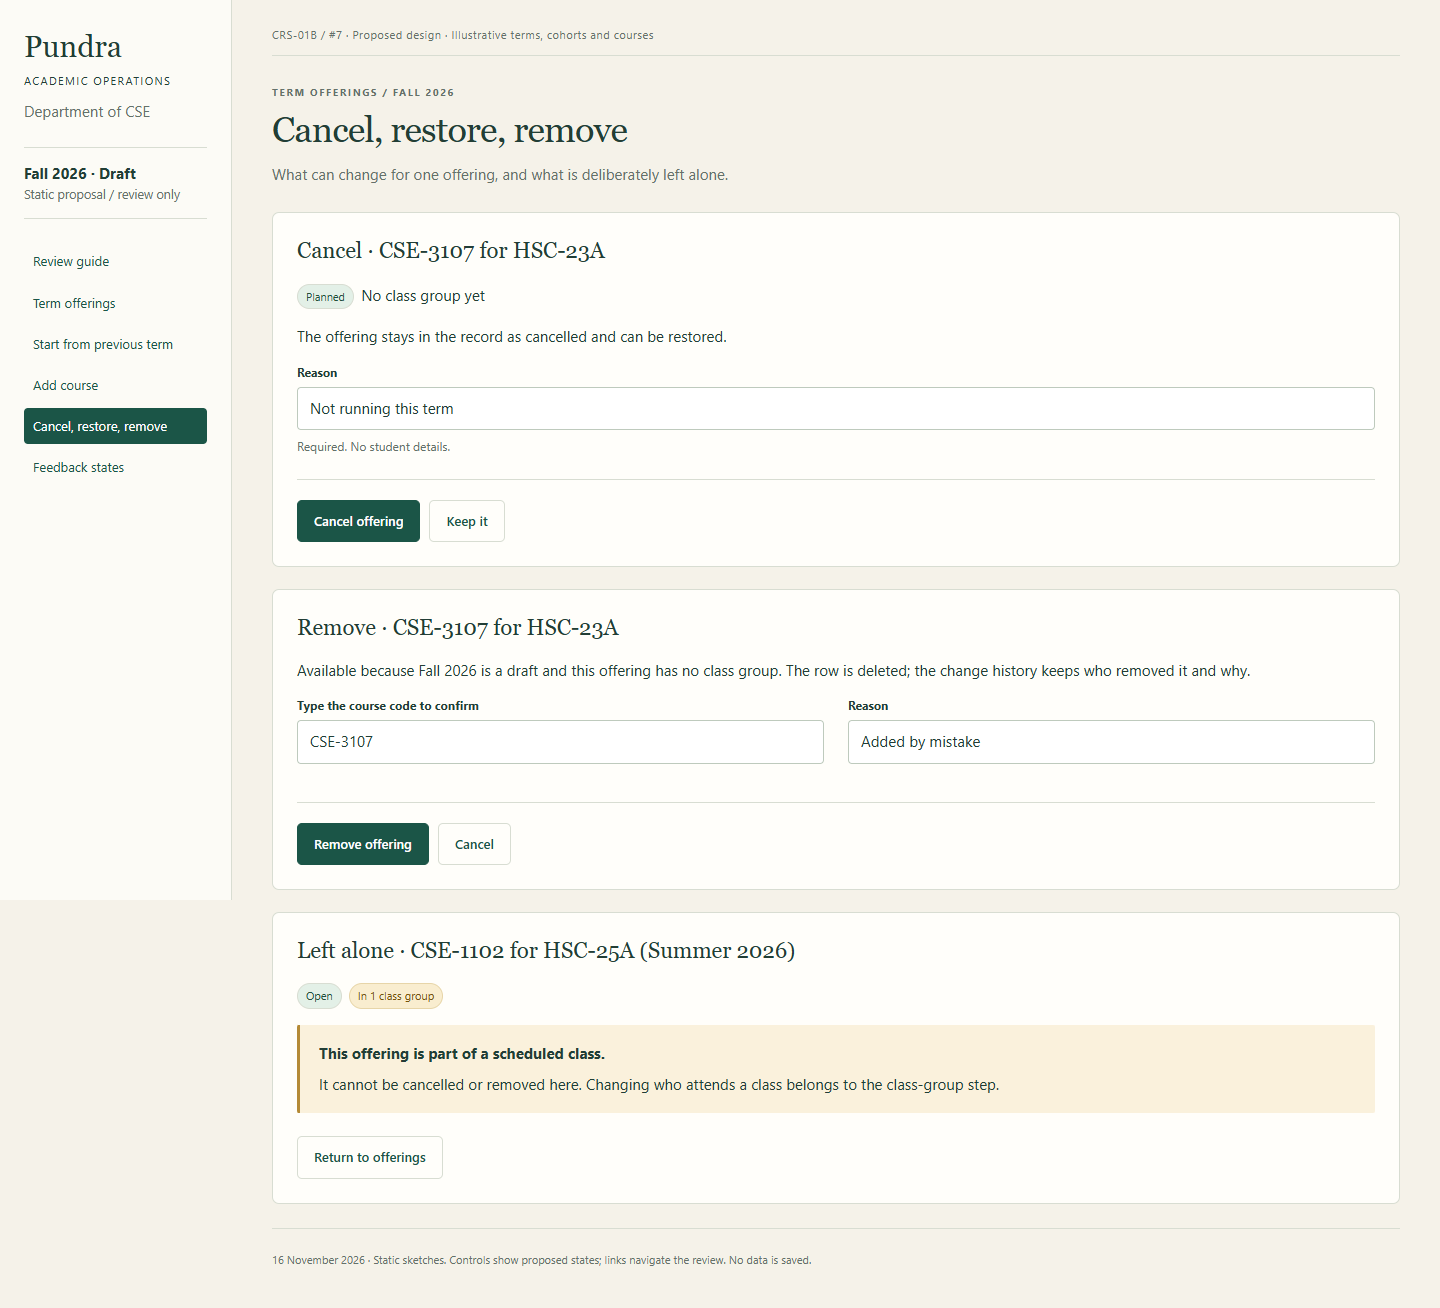 Pundra
ACADEMIC OPERATIONS
Department of CSE
Fall 2026 · Draft
Static proposal / review only
Review guide
Term offerings
Start from previous term
Add course
Cancel, restore, remove
Feedback states
CRS-01B / #7 · Proposed design · Illustrative terms, cohorts and courses
TERM OFFERINGS / FALL 2026
Cancel, restore, remove
What can change for one offering, and what is deliberately left alone.
Cancel · CSE-3107 for HSC-23A
Planned No class group yet
The offering stays in the record as cancelled and can be restored.
Reason
Not running this term
Required. No student details.
Cancel offering Keep it
Remove · CSE-3107 for HSC-23A
Available because Fall 2026 is a draft and this offering has no class group. The row is deleted; the change history keeps who removed it and why.
Type the course code to confirm Reason
CSE-3107 Added by mistake
Remove offering Cancel
Left alone · CSE-1102 for HSC-25A (Summer 2026)
Open In 1 class group
This offering is part of a scheduled class.
It cannot be cancelled or removed here. Changing who attends a class belongs to the class-group step.
Return to offerings
16 November 2026 · Static sketches. Controls show proposed states; links navigate the review. No data is saved.